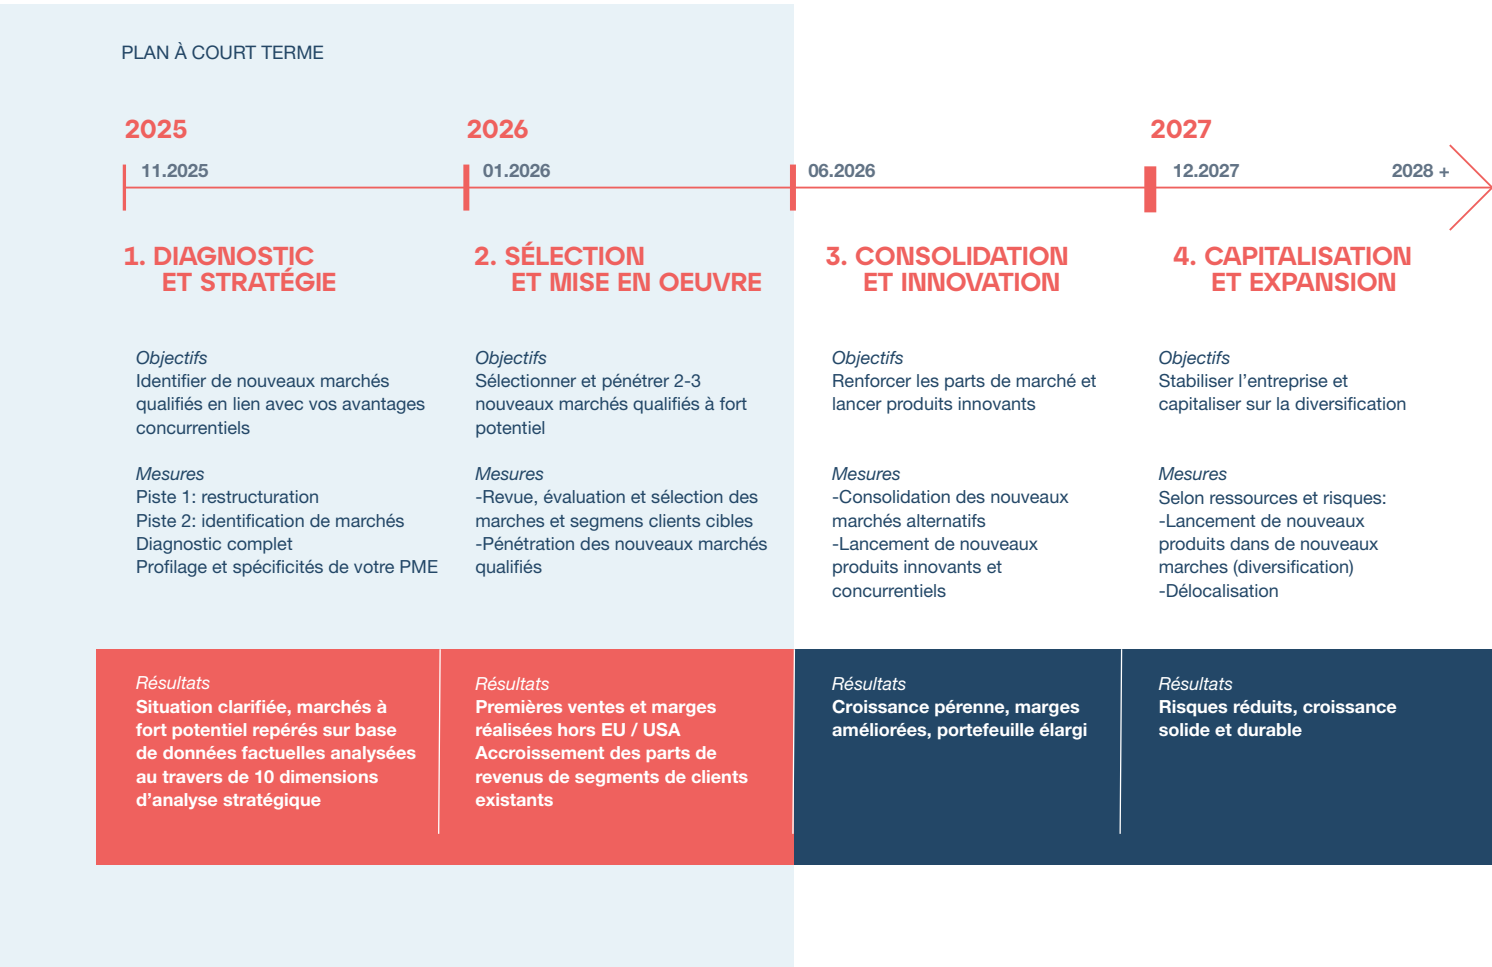 PLAN À COURT TERME
2025
2026
2027
11.2025
01.2026
06.2026
12.2027
2028 +
1. DIAGNOSTIC
ET STRATÉGIE
2. SÉLECTION
ET MISE EN OEUVRE
3. CONSOLIDATION
ET INNOVATION
4. CAPITALISATION
ET EXPANSION
Objectifs
Identifier de nouveaux marchés
qualifiés en lien avec vos avantages
concurrentiels
Mesures
Piste 1: restructuration
Piste 2: identification de marchés
Diagnostic complet
Profilage et spécificités de votre PME
Objectifs
Sélectionner et pénétrer 2-3
nouveaux marchés qualifiés à fort
potentiel
Mesures
-Revue, évaluation et sélection des
marches et segmens clients cibles
-Pénétration des nouveaux marchés
qualifiés
Objectifs
Renforcer les parts de marché et
lancer produits innovants
Mesures
-Consolidation des nouveaux
marchés alternatifs
-Lancement de nouveaux
produits innovants et
concurrentiels
Objectifs
Stabiliser l'entreprise et
capitaliser sur la diversification
Mesures
Selon ressources et risques:
-Lancement de nouveaux
produits dans de nouveaux
marches (diversification)
-Délocalisation
Résultats
Situation clarifiée, marchés à
fort potentiel repérés sur base
de données factuelles analysées
au travers de 10 dimensions
d'analyse stratégique
Résultats
Premières ventes et marges
réalisées hors EU / USA
Accroissement des parts de
revenus de segments de clients
existants
Résultats
Croissance pérenne, marges
améliorées, portefeuille élargi
Résultats
Risques réduits, croissance
solide et durable